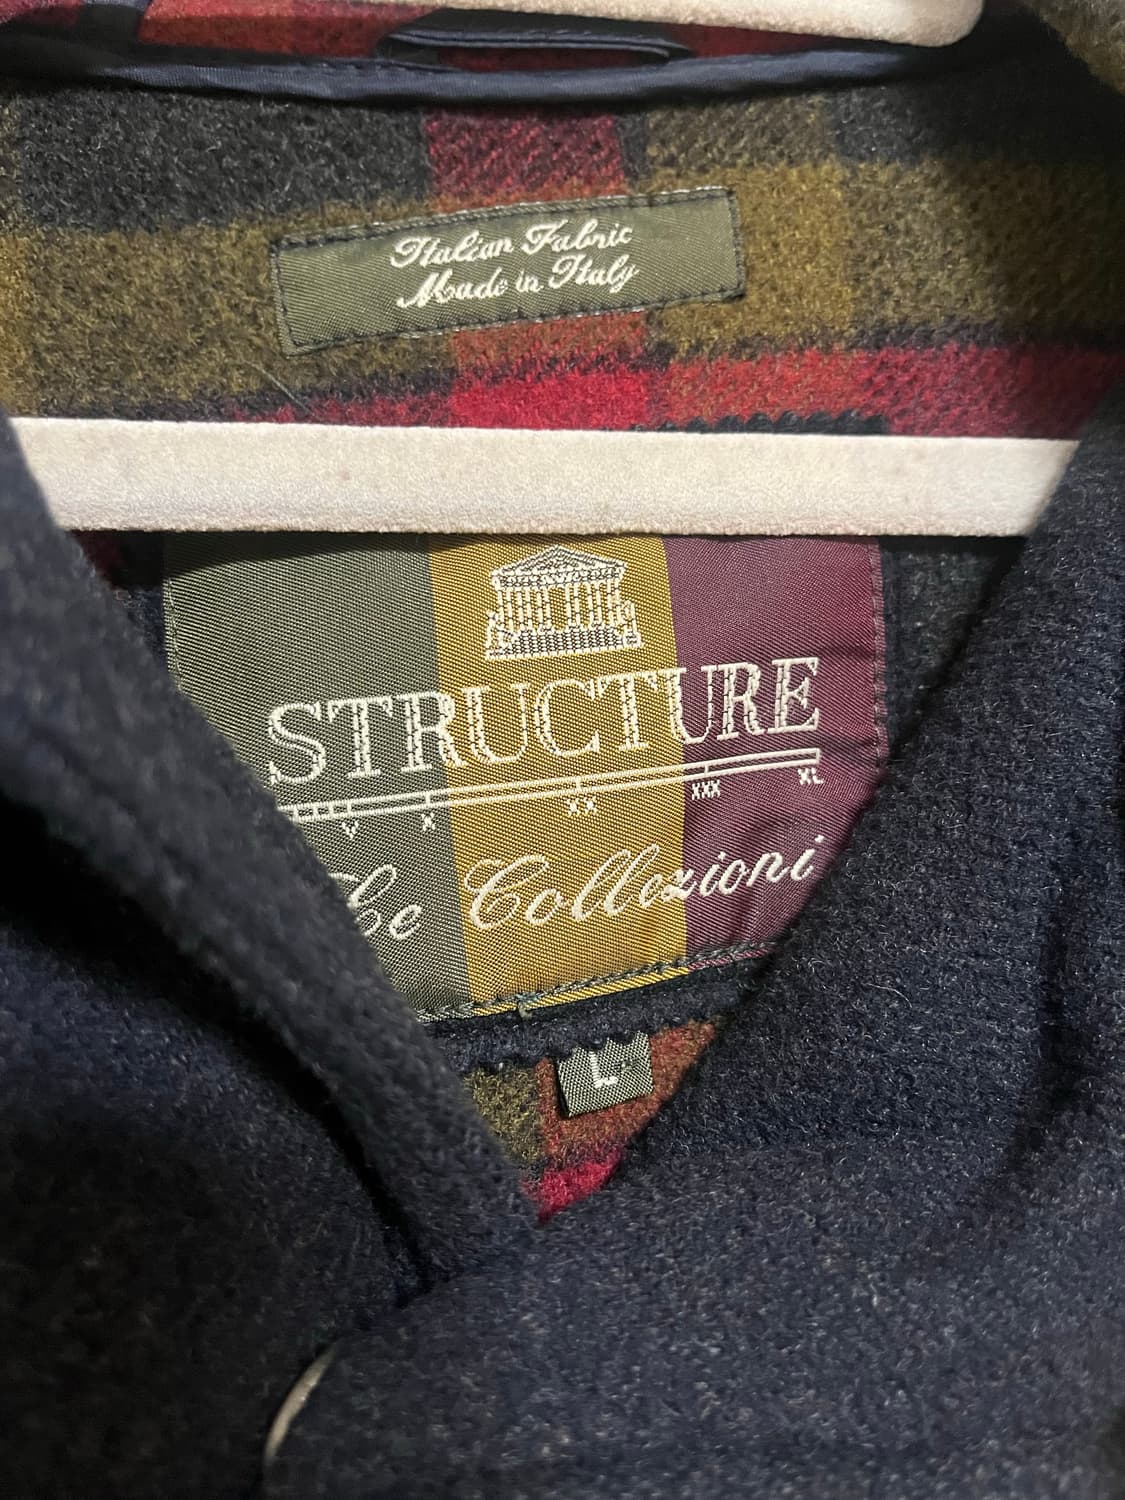 Italian Fabric
Made in Italy
STRUCTURE
V X XX XXX XL
Le Collezioni
L